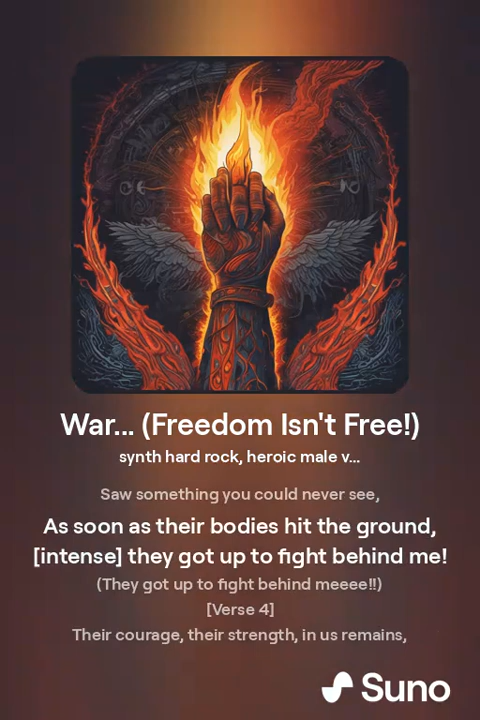 War... (Freedom Isn't Free!)
synth hard rock, heroic male v...
Saw something you could never see,
As soon as their bodies hit the ground,
[intense] they got up to fight behind me!
(They got up to fight behind meeee!!)
[Verse 4]
Their courage, their strength, in us remains,
Suno